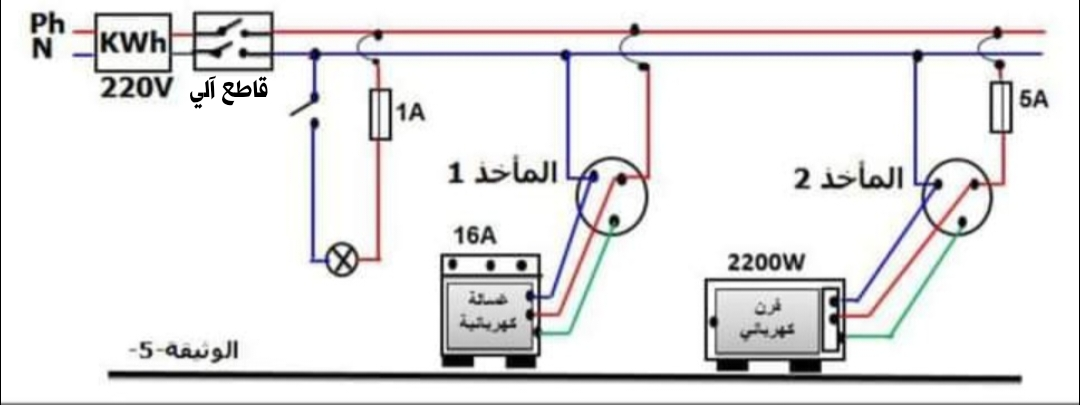 Ph
N
KWh
220V
قاطع آلي
1A
5A
المأخذ 1
المأخذ 2
16A
2200W
غسالة
كهربائية
فرن
كهربائي
الوثيقة-5-